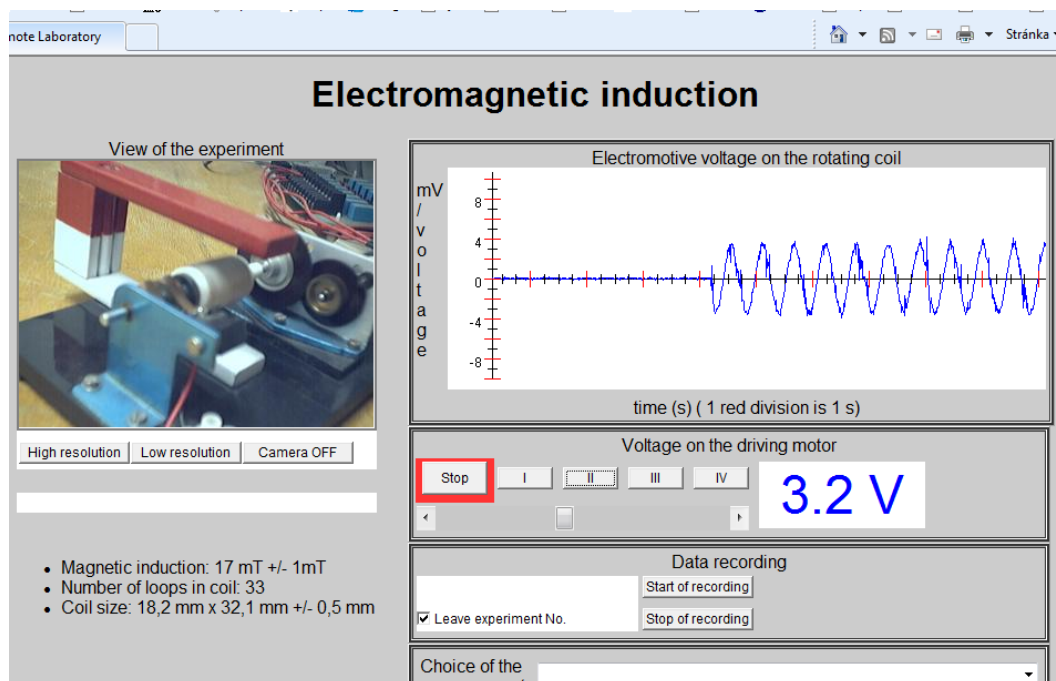 note Laboratory
Stránka
Electromagnetic induction
View of the experiment
High resolution
Low resolution
Camera OFF
Magnetic induction: 17 mT +/- 1mT
Number of loops in coil: 33
Coil size: 18,2 mm x 32,1 mm +/- 0,5 mm
Electromotive voltage on the rotating coil
mV / voltage
8
4
0
-4
-8
time (s) ( 1 red division is 1 s)
Voltage on the driving motor
Stop
I
II
III
IV
3.2 V
Data recording
Start of recording
Leave experiment No.
Stop of recording
Choice of the